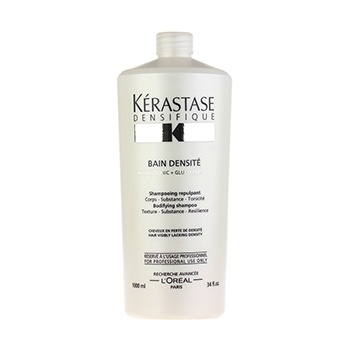 KÉRASTASE
DENSIFIQUE
K
BAIN DENSITÉ
Shampooing repulpant
Corps - Substance - Tonicité
Bodifying shampoo
Texture - Substance - Resilience
CHEVEUX EN PERTE DE DENSITÉ
HAIR VISIBLY LACKING DENSITY
RÉSERVÉ À L'USAGE PROFESSIONNEL
FOR PROFESSIONAL USE ONLY
RECHERCHE AVANCÉE
L'ORÉAL
PARIS
1000 ml 34 fl.oz